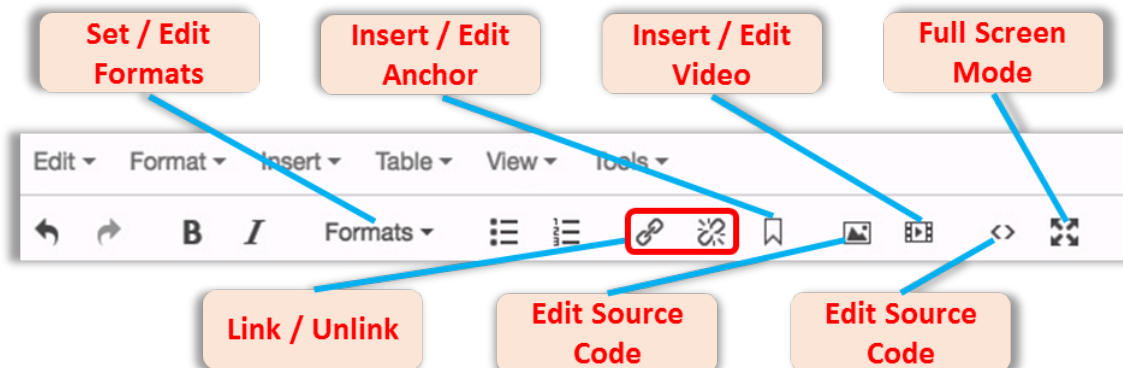 Set / Edit
Formats
Insert / Edit
Anchor
Insert / Edit
Video
Full Screen
Mode
Edit Format Insert Table View Tools
B I Formats
Link / Unlink
Edit Source
Code
Edit Source
Code